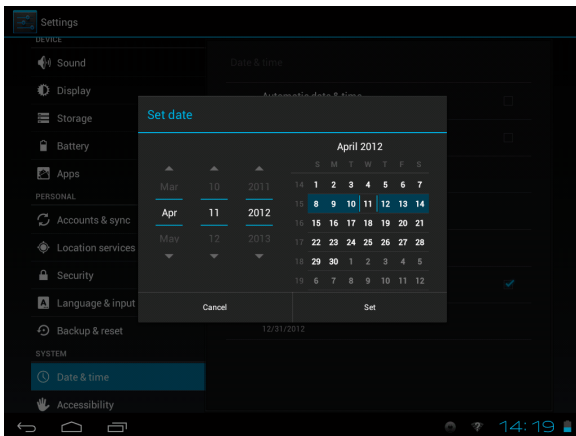 Settings
DEVICE
Sound
Date & time
Display
Automatic date & time
Set date
Storage
Battery
Apps
PERSONAL
Accounts & sync
Location services
Security
Language & input
Backup & reset
SYSTEM
Date & time
Accessibility
Mar 10 2011
Apr 11 2012
May 12 2013
April 2012
S M T W T F S
14 1 2 3 4 5 6 7
15 8 9 10 11 12 13 14
16 15 16 17 18 19 20 21
17 22 23 24 25 26 27 28
18 29 30 1 2 3 4 5
19 6 7 8 9 10 11 12
Cancel Set
12/31/2012
?
14:19